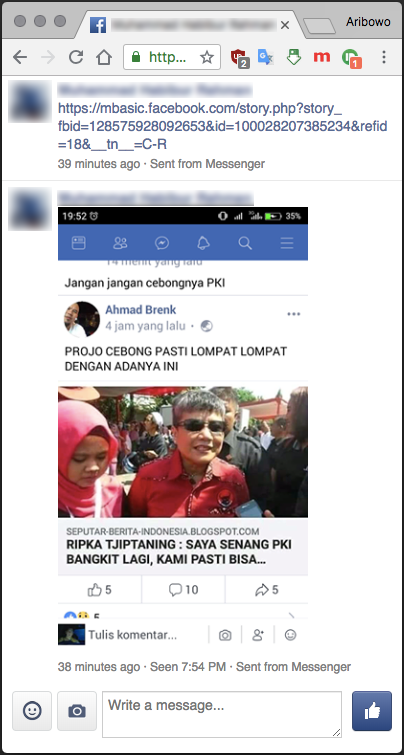 Aribowo
http...
2
1
https://mbasic.facebook.com/story.php?story_
fbid=128575928092653&id=100028207385234&refid
=18&__tn__=C-R
39 minutes ago · Sent from Messenger
19:52 35%
14 menit yang lalu
Jangan jangan cebongnya PKI
Ahmad Brenk
4 jam yang lalu ·
PROJO CEBONG PASTI LOMPAT LOMPAT
DENGAN ADANYA INI
SEPUTAR-BERITA-INDONESIA.BLOGSPOT.COM
RIPKA TJIPTANING : SAYA SENANG PKI
BANGKIT LAGI, KAMI PASTI BISA...
5 10 5
5
Tulis komentar...
38 minutes ago · Seen 7:54 PM · Sent from Messenger
Write a message...